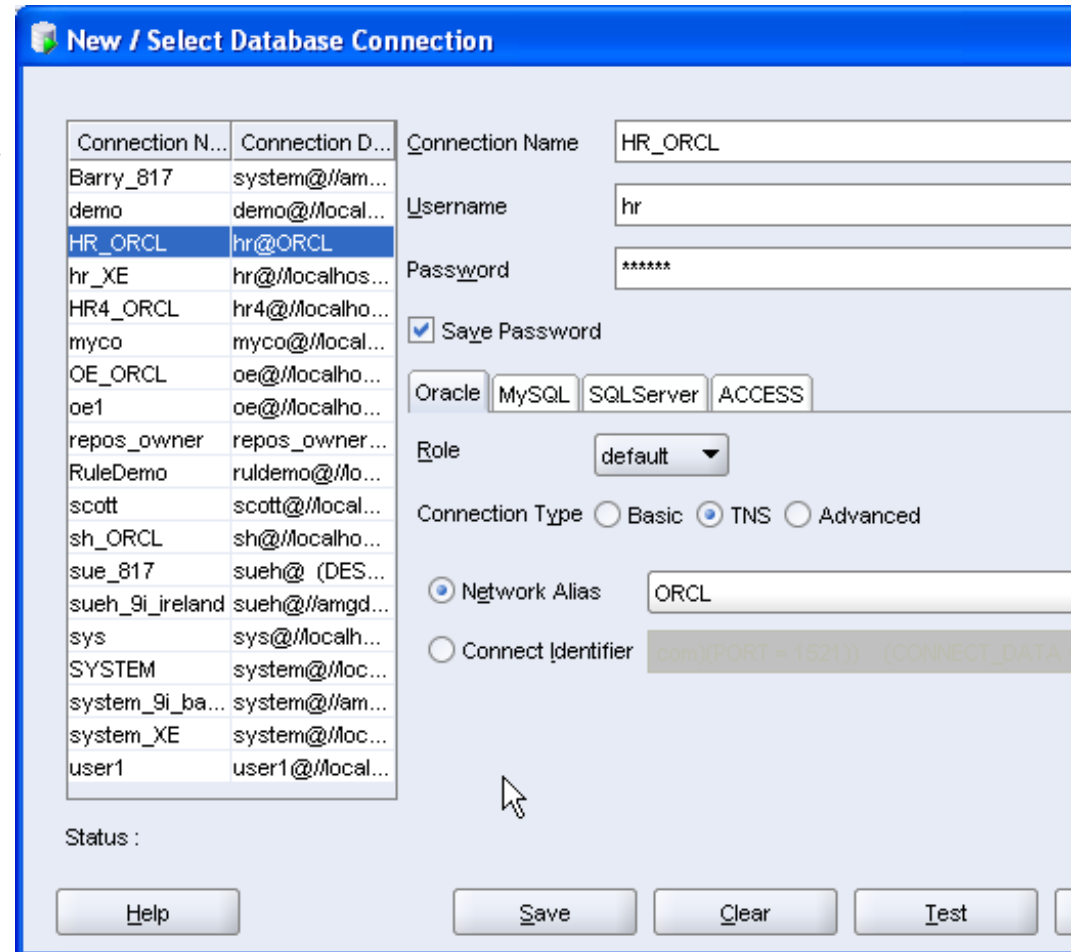 New / Select Database Connection
Connection N... Connection D...
Barry_817 system@//am...
demo demo@//local...
HR_ORCL hr@ORCL
hr_XE hr@//localhos...
HR4_ORCL hr4@//localho...
myco myco@//local...
OE_ORCL oe@//localho...
oe1 oe@//localho...
repos_owner repos_owner...
RuleDemo ruldemo@//lo...
scott scott@//local...
sh_ORCL sh@//localho...
sue_817 sueh@ (DES...
sueh_9i_ireland sueh@//amgd...
sys sys@//localh...
SYSTEM system@//loc...
system_9i_ba... system@//am...
system_XE system@//loc...
user1 user1@//local...
Connection Name HR_ORCL
Username hr
Password ******
Save Password
Oracle MySQL SQLServer ACCESS
Role default
Connection Type Basic TNS Advanced
Network Alias ORCL
Connect Identifier com)(PORT = 1521)) (CONNECT_DATA
Status :
Help Save Clear Test